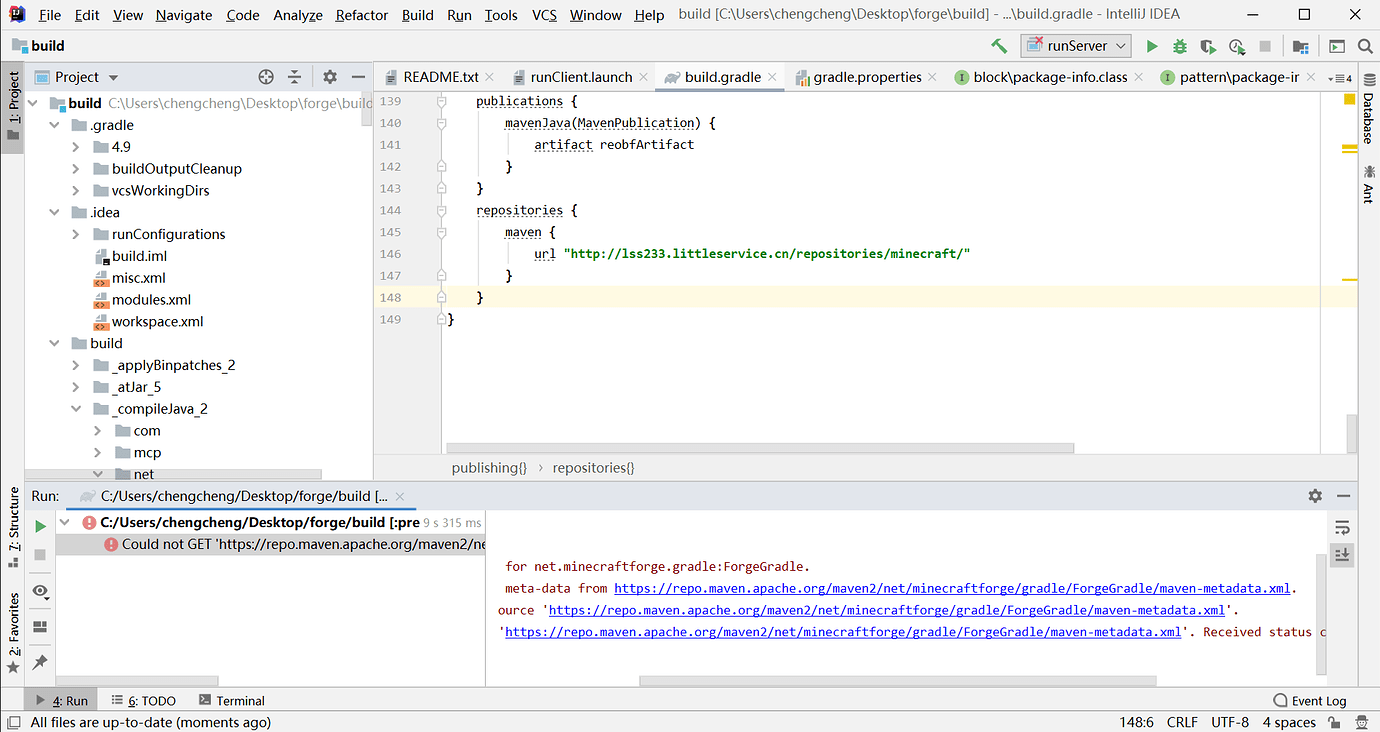 File Edit View Navigate Code Analyze Refactor Build Run Tools VCS Window Help build [C:\Users\chengcheng\Desktop\forge\build] - ...\build.gradle - IntelliJ IDEA
build
runServer
1: Project
Project
README.txt
runClient.launch
build.gradle
gradle.properties
block\package-info.class
pattern\package-ir
4
build C:\Users\chengcheng\Desktop\forge\build
.gradle
4.9
buildOutputCleanup
vcsWorkingDirs
.idea
runConfigurations
build.iml
misc.xml
modules.xml
workspace.xml
build
_applyBinpatches_2
_atJar_5
_compileJava_2
com
mcp
net
139 publications {
140 mavenJava(MavenPublication) {
141 artifact reobfArtifact
142 }
143 }
144 repositories {
145 maven {
146 url "http://lss233.littleservice.cn/repositories/minecraft/"
147 }
148 }
149 }
publishing{} › repositories{}
Database
Ant
7: Structure
2: Favorites
Run: C:/Users/chengcheng/Desktop/forge/build [...
C:/Users/chengcheng/Desktop/forge/build [:pre 9 s 315 ms
Could not GET 'https://repo.maven.apache.org/maven2/ne
for net.minecraftforge.gradle:ForgeGradle.
meta-data from https://repo.maven.apache.org/maven2/net/minecraftforge/gradle/ForgeGradle/maven-metadata.xml.
ource 'https://repo.maven.apache.org/maven2/net/minecraftforge/gradle/ForgeGradle/maven-metadata.xml'.
'https://repo.maven.apache.org/maven2/net/minecraftforge/gradle/ForgeGradle/maven-metadata.xml'. Received status c
4: Run 6: TODO Terminal Event Log
All files are up-to-date (moments ago) 148:6 CRLF UTF-8 4 spaces